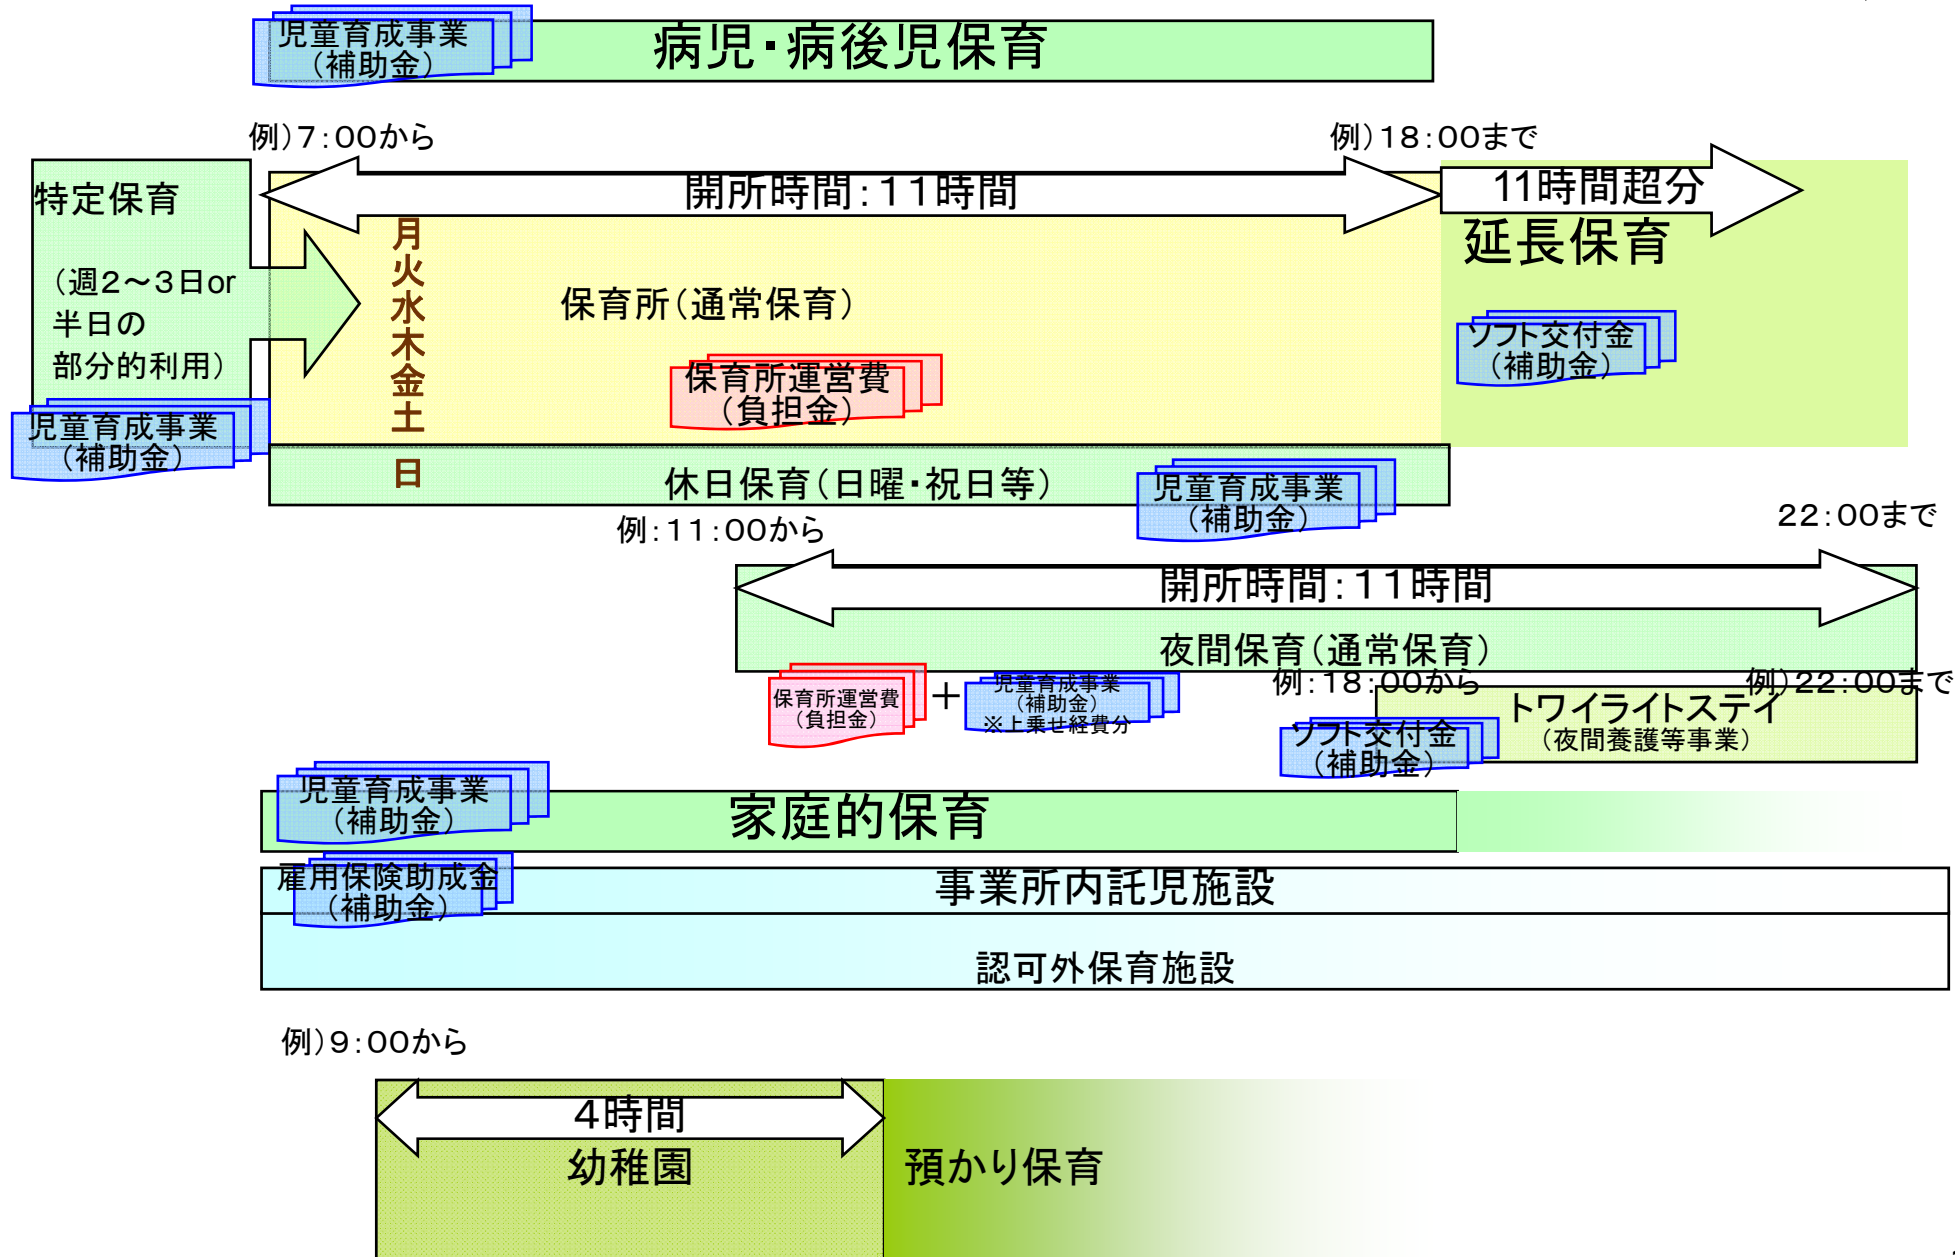 児童育成事業
（補助金）
病児・病後児保育
例）７：００から
例）１８：００まで
特定保育
（週２～３日or
半日の
部分的利用）
児童育成事業
（補助金）
開所時間：１１時間
11時間超分
延長保育
ソフト交付金
（補助金）
月
火
水
木
金
土
日
保育所（通常保育）
保育所運営費
（負担金）
休日保育（日曜・祝日等）
児童育成事業
（補助金）
例：１１：００から
２２：００まで
開所時間：１１時間
夜間保育（通常保育）
保育所運営費
（負担金）
＋
児童育成事業
（補助金）
※上乗せ経費分
例：１８：００から
例）２２：００まで
トワイライトステイ
（夜間養護等事業）
ソフト交付金
（補助金）
児童育成事業
（補助金）
家庭的保育
雇用保険助成金
（補助金）
事業所内託児施設
認可外保育施設
例）９：００から
４時間
幼稚園
預かり保育